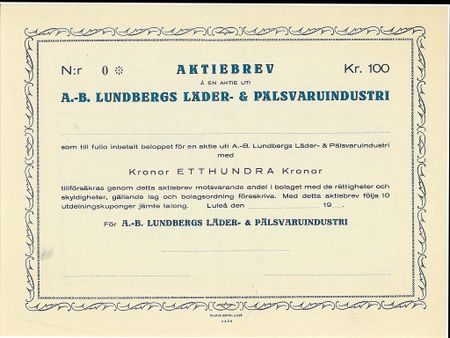 N:r 0 ※ AKTIEBREV Kr. 100
Å EN AKTIE UTI
A.-B. LUNDBERGS LÄDER- & PÄLSVARUINDUSTRI
som till fullo inbetalt beloppet för en aktie uti A.-B. Lundbergs Läder- & Pälsvaruindustri
med
Kronor ETTHUNDRA Kronor
tillförsäkras genom detta aktiebrev motsvarande andel i bolaget med de rättigheter och
skyldigheter, gällande lag och bolagsordning föreskriva. Med detta aktiebrev följa 10
utdelningskuponger jämte talong. Luleå den 19
För A.-B. LUNDBERGS LÄDER- & PÄLSVARUINDUSTRI